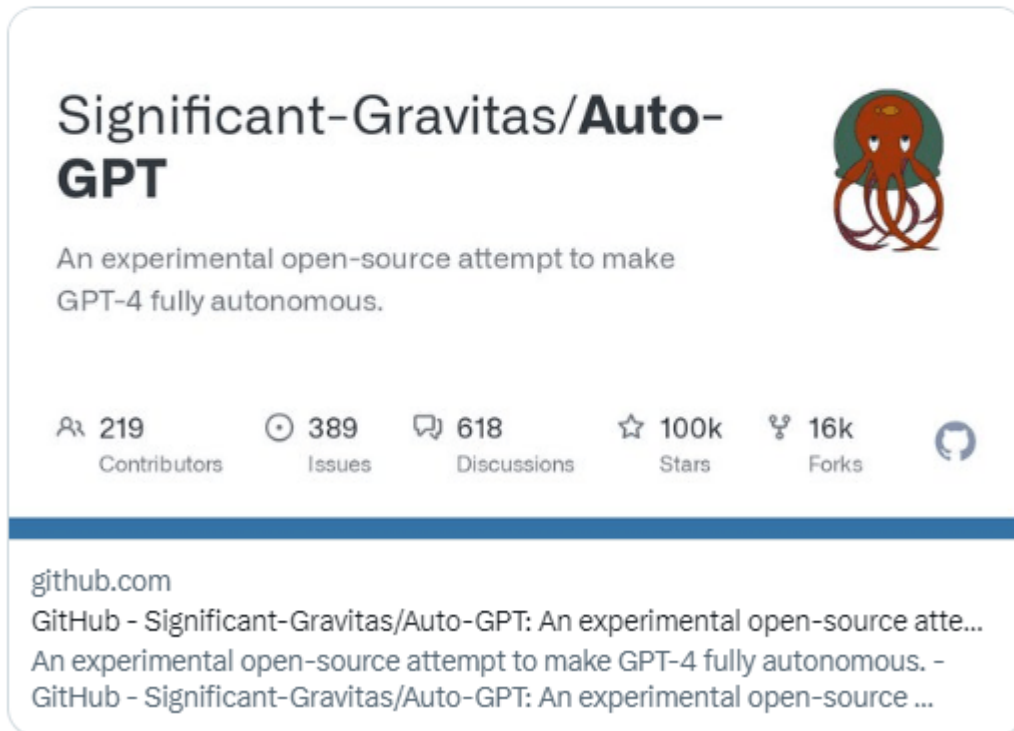 Significant-Gravitas/Auto-
GPT
An experimental open-source attempt to make
GPT-4 fully autonomous.
219 389 618 100k 16k
Contributors Issues Discussions Stars Forks
github.com
GitHub - Significant-Gravitas/Auto-GPT: An experimental open-source atte...
An experimental open-source attempt to make GPT-4 fully autonomous. -
GitHub - Significant-Gravitas/Auto-GPT: An experimental open-source ...